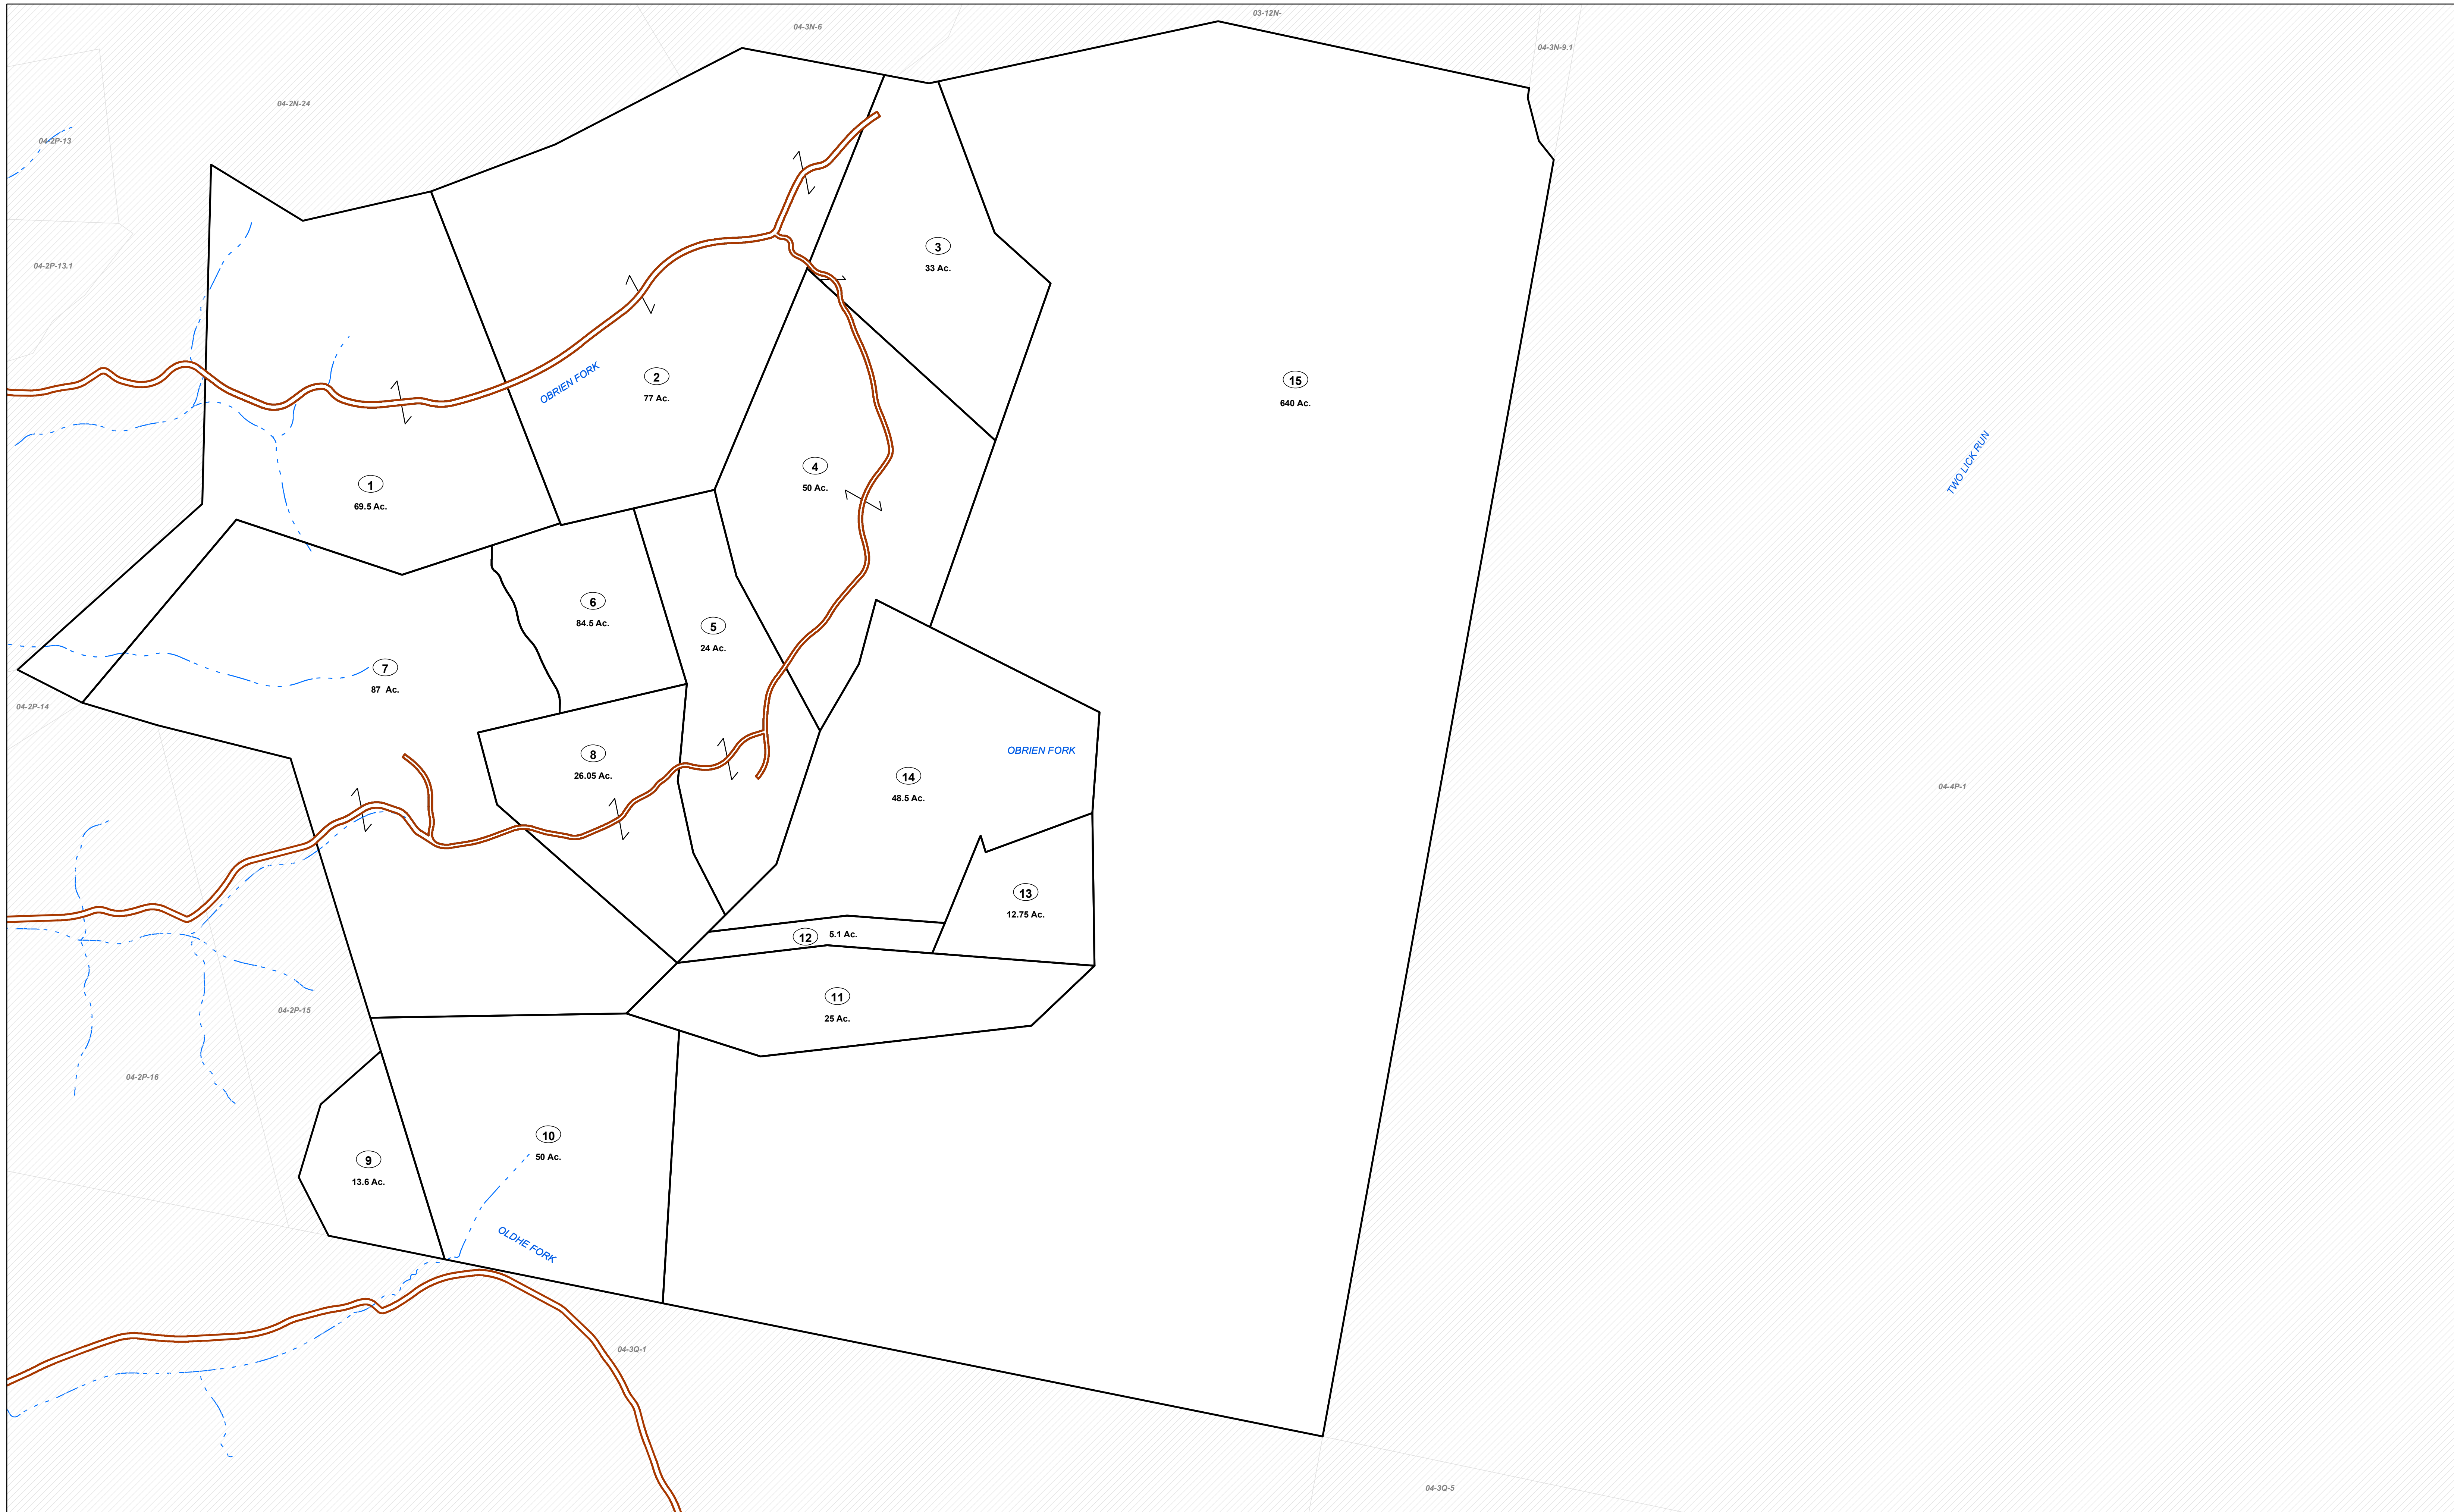 03-12N-
04-3N-6
04-3N-9.1
04-2N-24
04-2P-13
3
33 Ac.
04-2P-13.1
2
77 Ac.
OBRIEN FORK
15
640 Ac.
TWO LICK RUN
4
50 Ac.
1
69.5 Ac.
6
84.5 Ac.
5
24 Ac.
7
87 Ac.
04-2P-14
8
26.05 Ac.
OBRIEN FORK
14
48.5 Ac.
04-4P-1
13
12.75 Ac.
12 5.1 Ac.
11
25 Ac.
04-2P-15
04-2P-16
10
50 Ac.
9
13.6 Ac.
OLDHE FORK
04-3Q-1
04-3Q-5